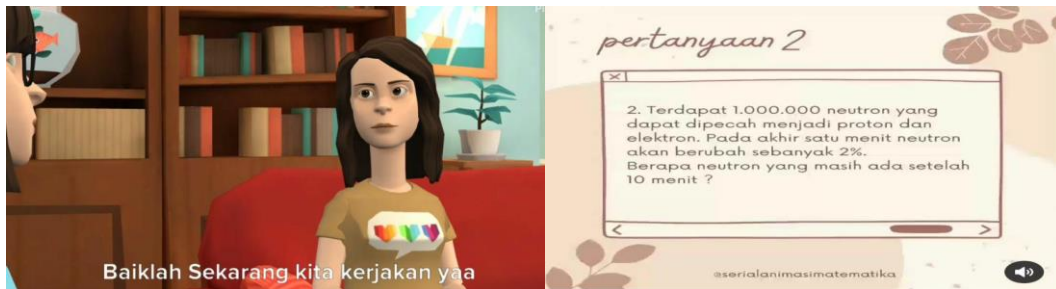 Baiklah Sekarang kita kerjakan yaa
pertanyaan 2
2. Terdapat 1.000.000 neutron yang
dapat dipecah menjadi proton dan
elektron. Pada akhir satu menit neutron
akan berubah sebanyak 2%.
Berapa neutron yang masih ada setelah
10 menit ?
@serialanimasimatematika